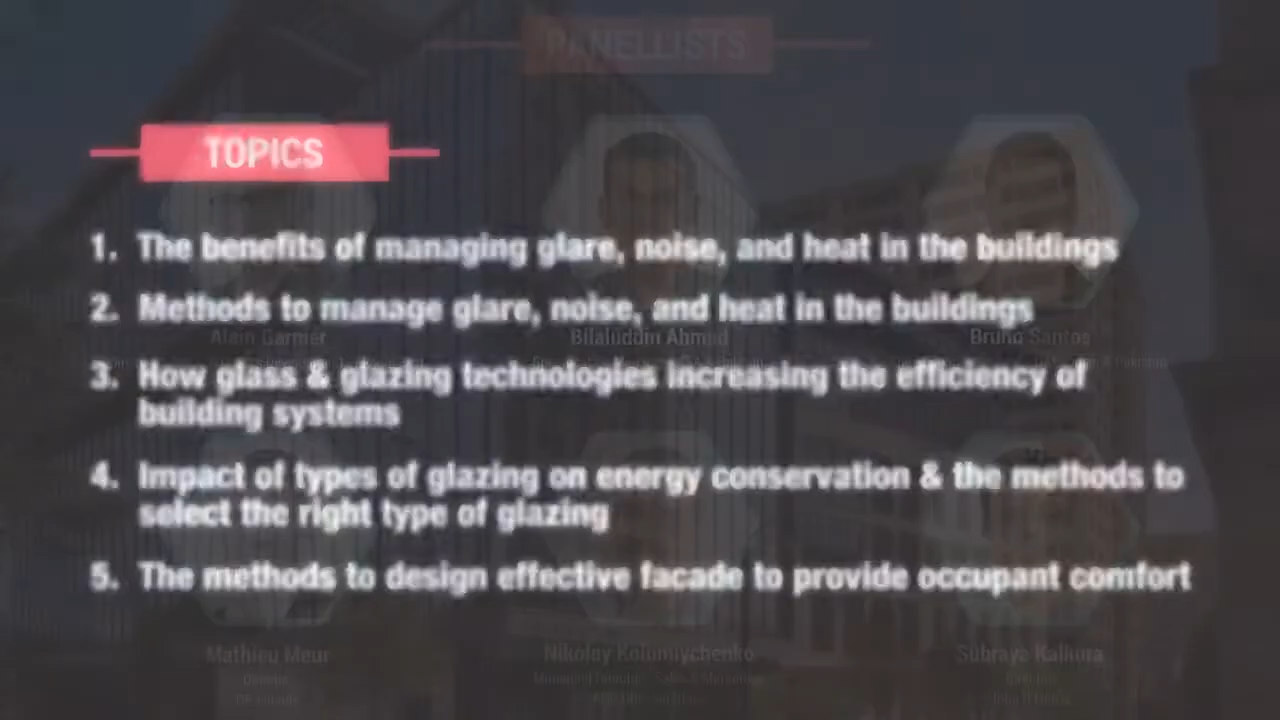 PANELLISTS
TOPICS
1. The benefits of managing glare, noise, and heat in the buildings
2. Methods to manage glare, noise, and heat in the buildings
Alain Garnier
Bilaluddin Ahmad
Bruno Santos
3. How glass & glazing technologies increasing the efficiency of
building systems
4. Impact of types of glazing on energy conservation & the methods to
select the right type of glazing
5. The methods to design effective facade to provide occupant comfort
Mathieu Meur
Nikolay Kolomiychenko
Subraya Kalkura